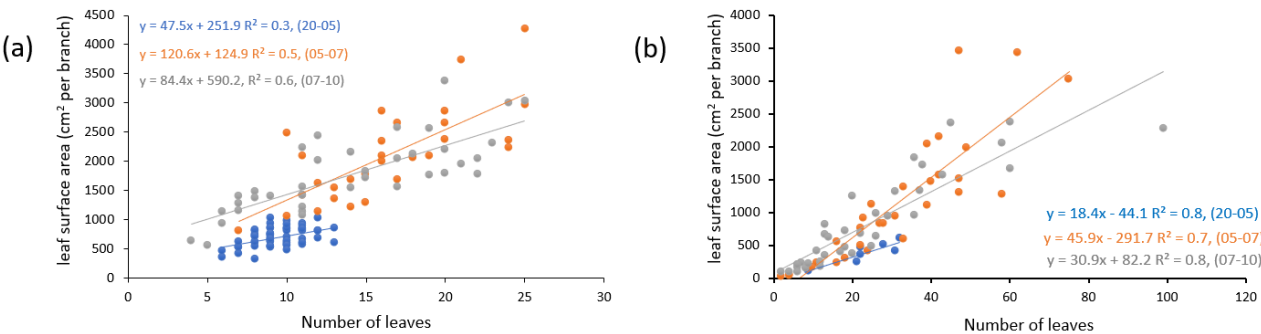 (a)
leaf surface area (cm² per branch)
4500
4000
3500
3000
2500
2000
1500
1000
500
0
y = 47.5x + 251.9 R² = 0.3, (20-05)
y = 120.6x + 124.9 R² = 0.5, (05-07)
y = 84.4x + 590.2, R² = 0.6, (07-10)
0 5 10 15 20 25 30
Number of leaves
(b)
leaf surface area (cm² per branch)
4000
3500
3000
2500
2000
1500
1000
500
0
y = 18.4x - 44.1 R² = 0.8, (20-05)
y = 45.9x - 291.7 R² = 0.7, (05-07)
y = 30.9x + 82.2 R² = 0.8, (07-10)
0 20 40 60 80 100 120
Number of leaves